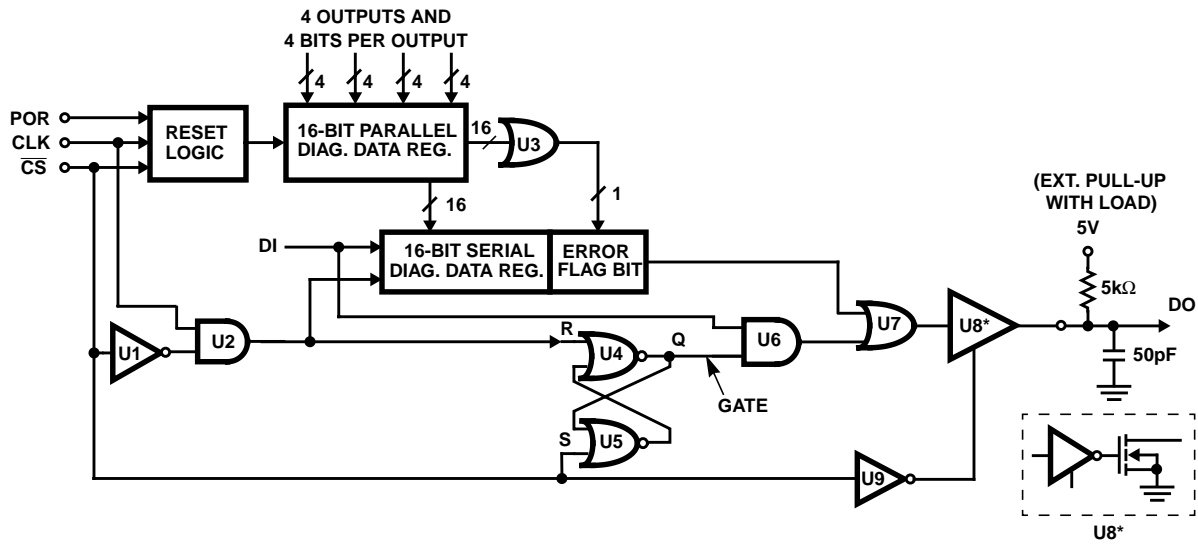 4 OUTPUTS AND
4 BITS PER OUTPUT
4 4 4 4
POR
CLK
CS
RESET
LOGIC
16-BIT PARALLEL
DIAG. DATA REG.
16
U3
16
1
DI
16-BIT SERIAL
DIAG. DATA REG.
ERROR
FLAG BIT
(EXT. PULL-UP
WITH LOAD)
5V
5kΩ
DO
50pF
U1
U2
R
U4
Q
GATE
S
U5
U6
U7
U8*
U9
U8*